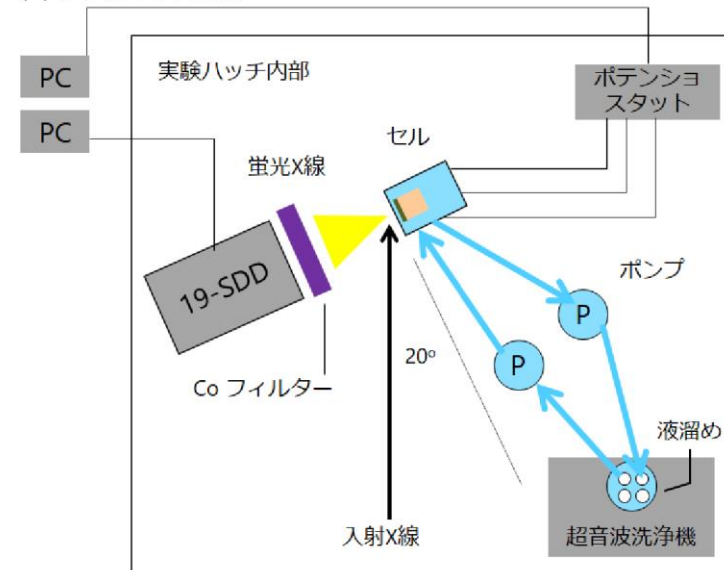 PC
PC
実験ハッチ内部
ポテンショ
スタット
セル
蛍光X線
19-SDD
ポンプ
P
P
20°
Co フィルター
液溜め
入射X線
超音波洗浄機